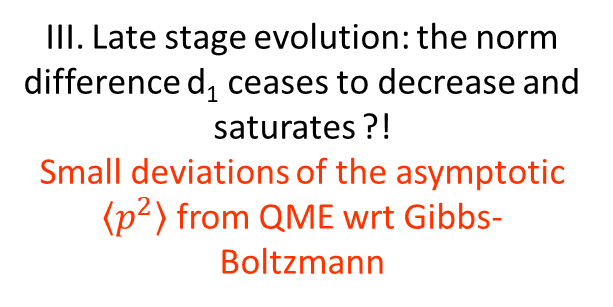 III. Late stage evolution: the norm
difference d₁ ceases to decrease and
saturates ?!
Small deviations of the asymptotic
⟨𝑝²⟩ from QME wrt Gibbs-
Boltzmann